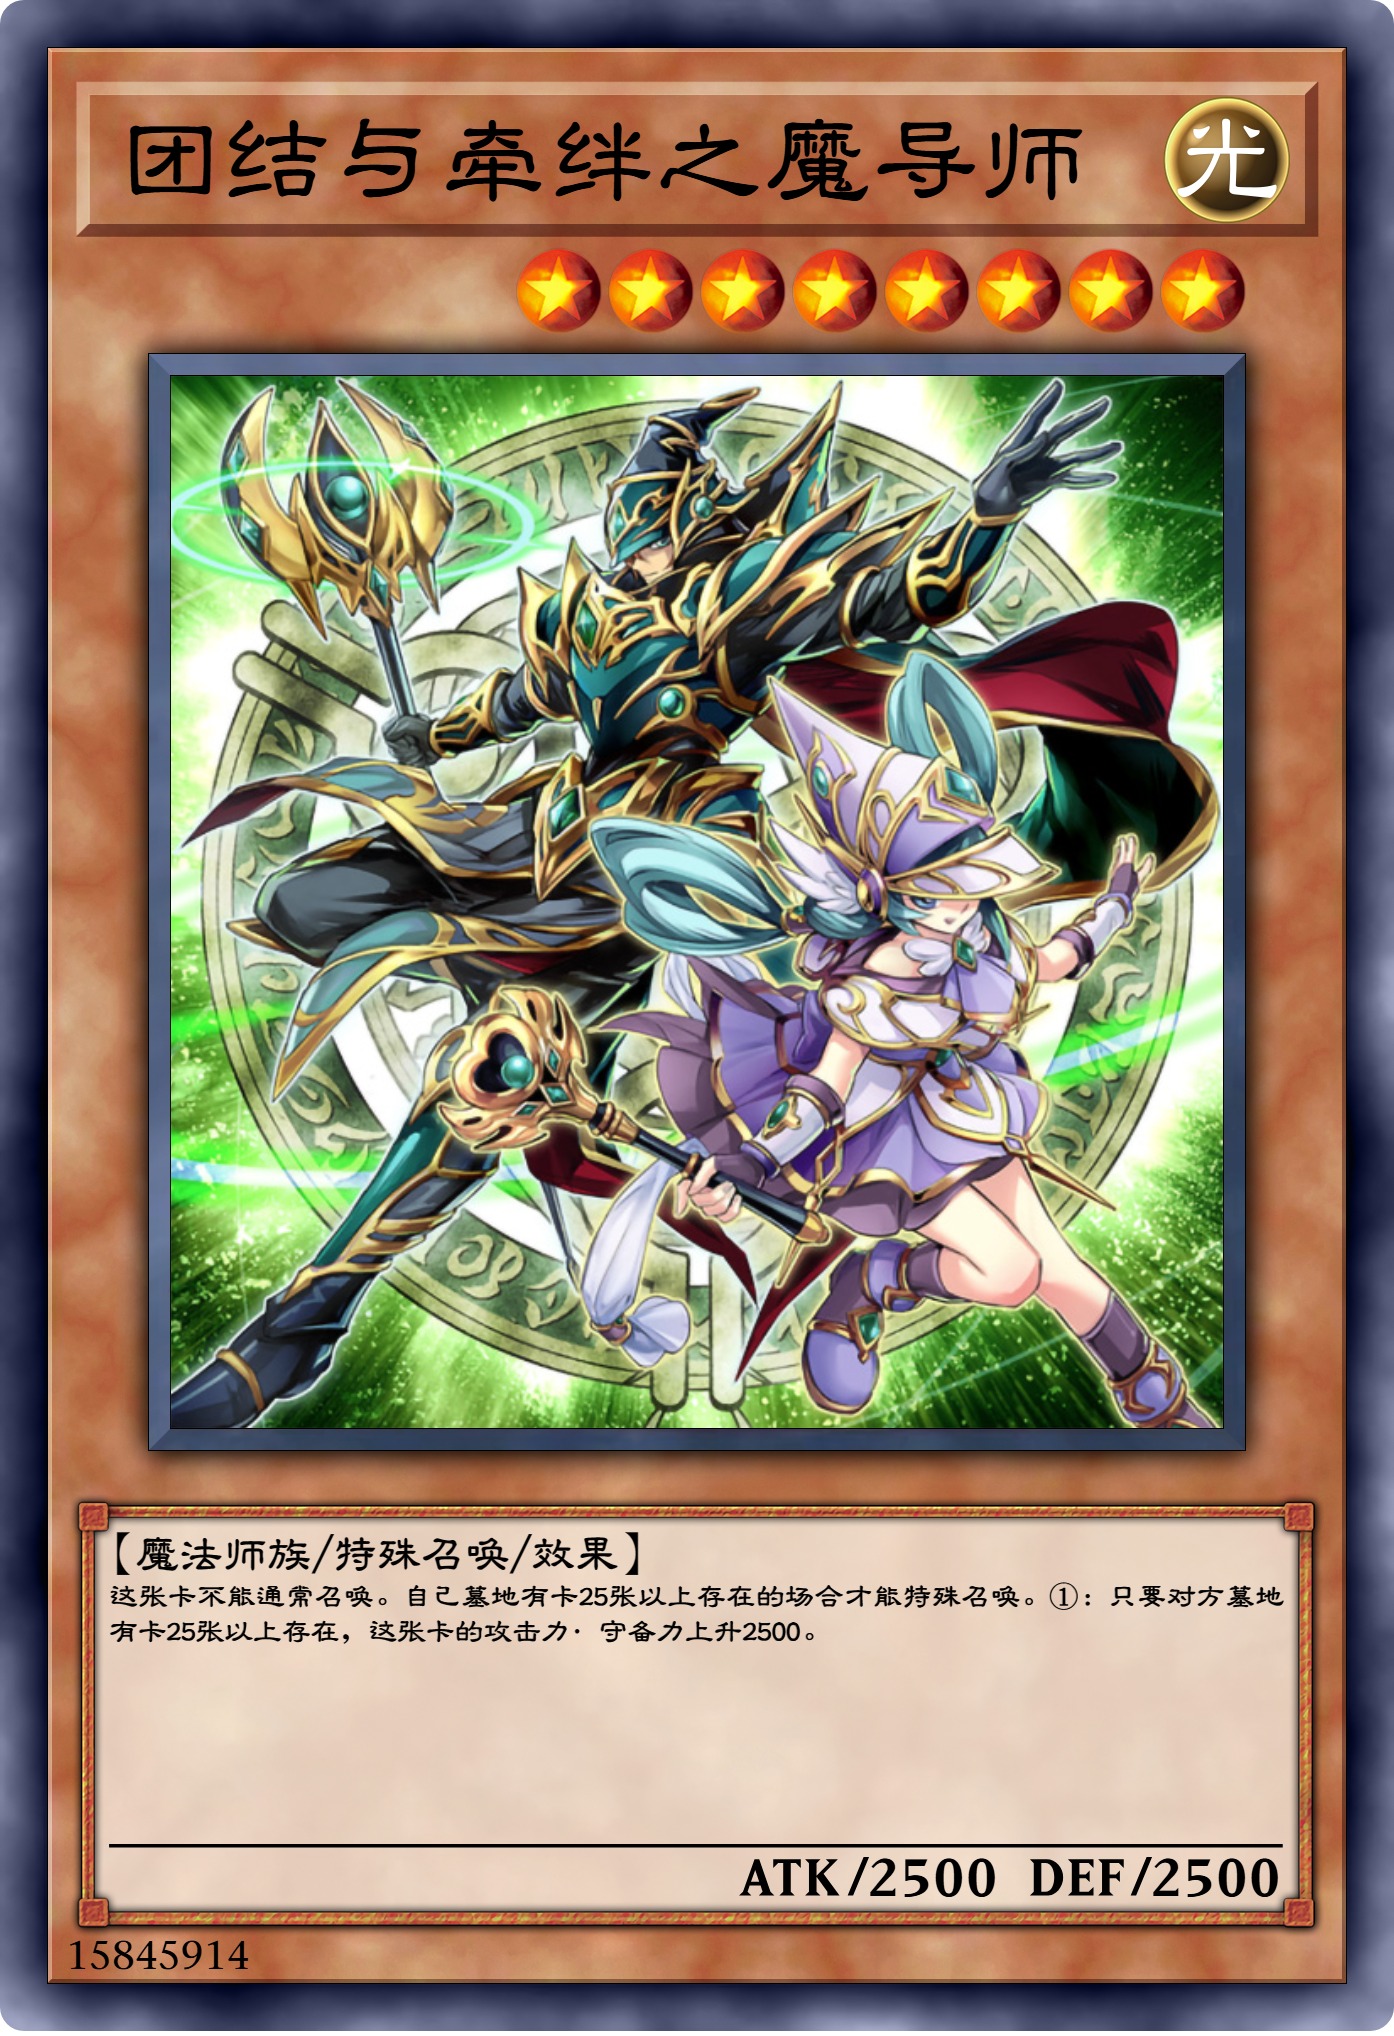 团结与牵绊之魔导师
光
【魔法师族/特殊召唤/效果】
这张卡不能通常召唤。自己墓地有卡25张以上存在的场合才能特殊召唤。①：只要对方墓地
有卡25张以上存在，这张卡的攻击力·守备力上升2500。
ATK/2500 DEF/2500
15845914